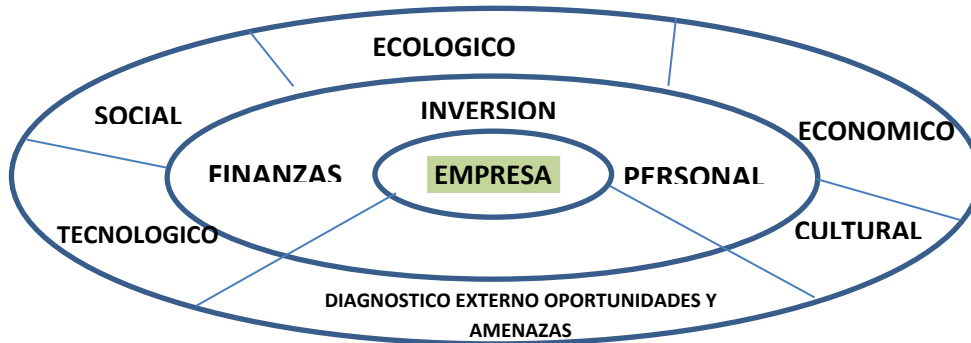 ECOLOGICO
SOCIAL
INVERSION
ECONOMICO
FINANZAS
EMPRESA
PERSONAL
TECNOLOGICO
CULTURAL
DIAGNOSTICO EXTERNO OPORTUNIDADES Y
AMENAZAS